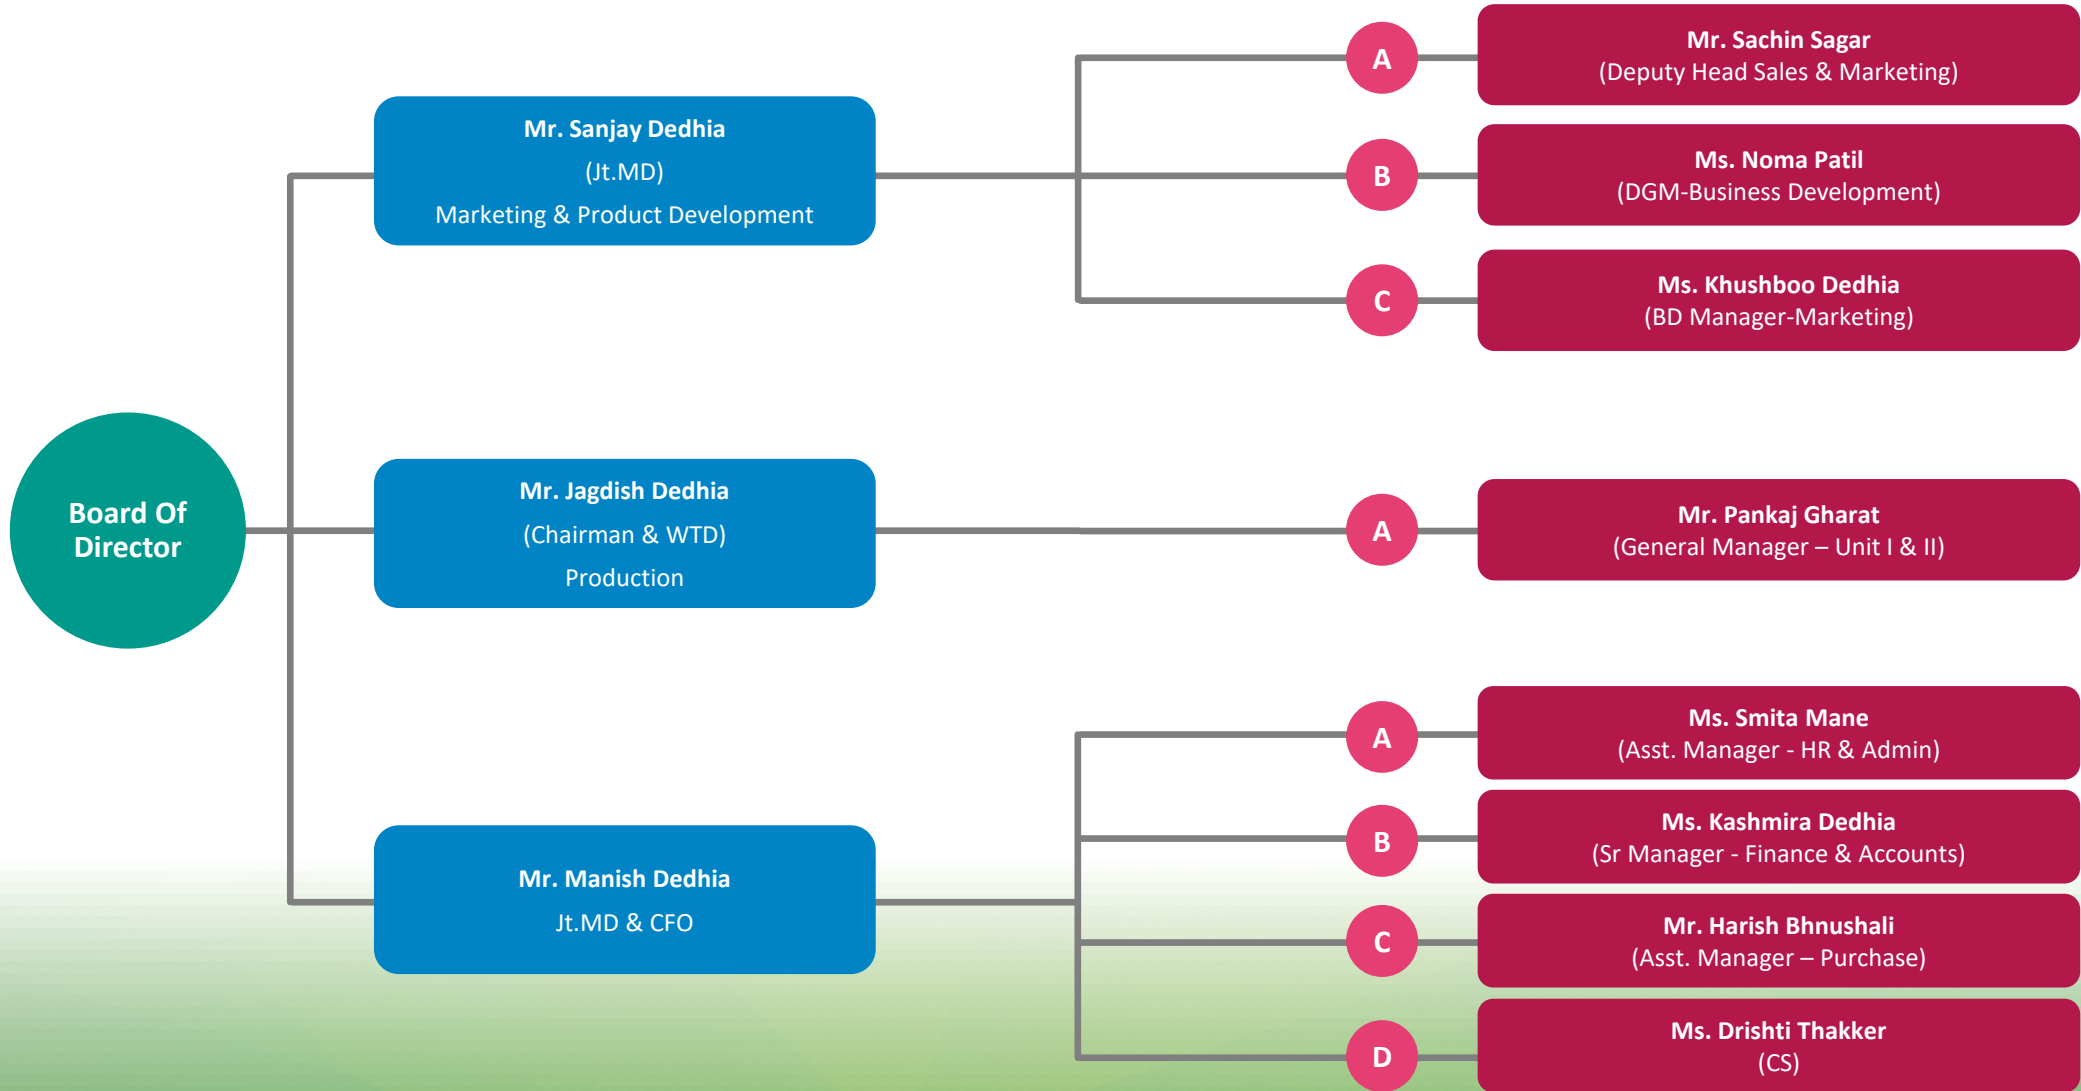 Board Of
Director
Mr. Sanjay Dedhia
(Jt.MD)
Marketing & Product Development
A
Mr. Sachin Sagar
(Deputy Head Sales & Marketing)
B
Ms. Noma Patil
(DGM-Business Development)
C
Ms. Khushboo Dedhia
(BD Manager-Marketing)
Mr. Jagdish Dedhia
(Chairman & WTD)
Production
A
Mr. Pankaj Gharat
(General Manager – Unit I & II)
Mr. Manish Dedhia
Jt.MD & CFO
A
Ms. Smita Mane
(Asst. Manager - HR & Admin)
B
Ms. Kashmira Dedhia
(Sr Manager - Finance & Accounts)
C
Mr. Harish Bhnushali
(Asst. Manager – Purchase)
D
Ms. Drishti Thakker
(CS)